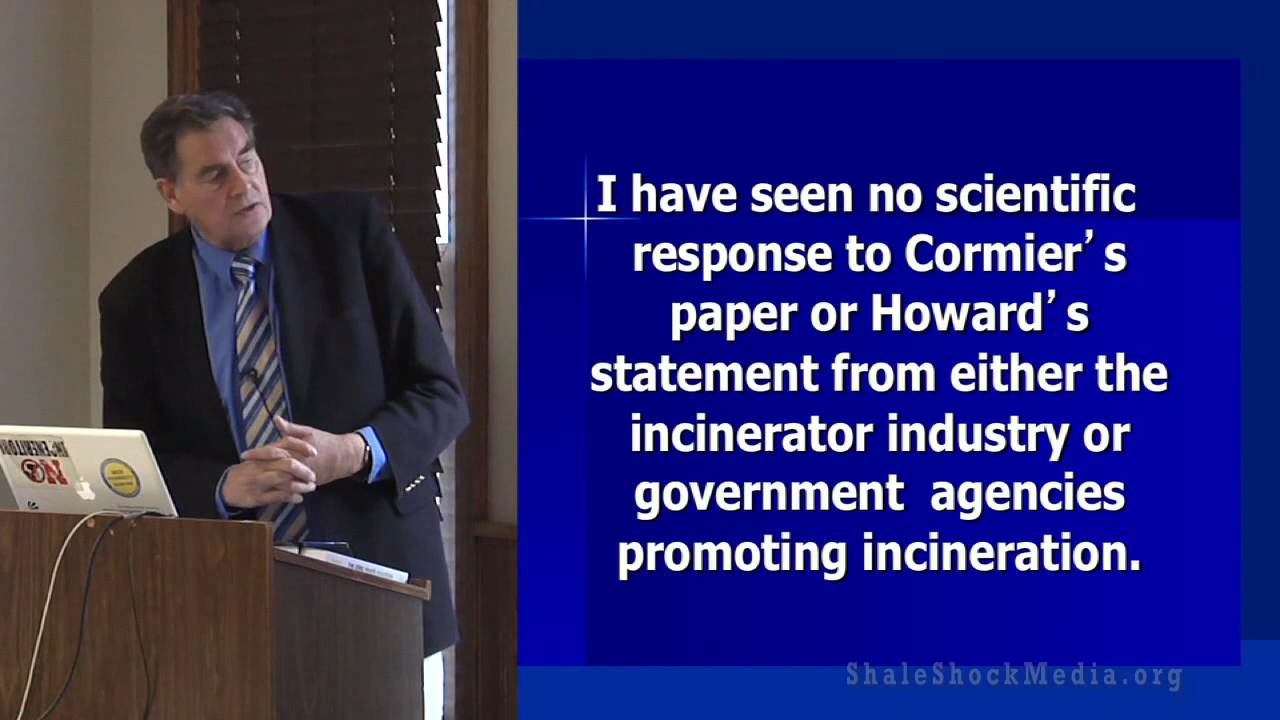 I have seen no scientific
response to Cormier's
paper or Howard's
statement from either the
incinerator industry or
government agencies
promoting incineration.
ShaleShockMedia.org
NO